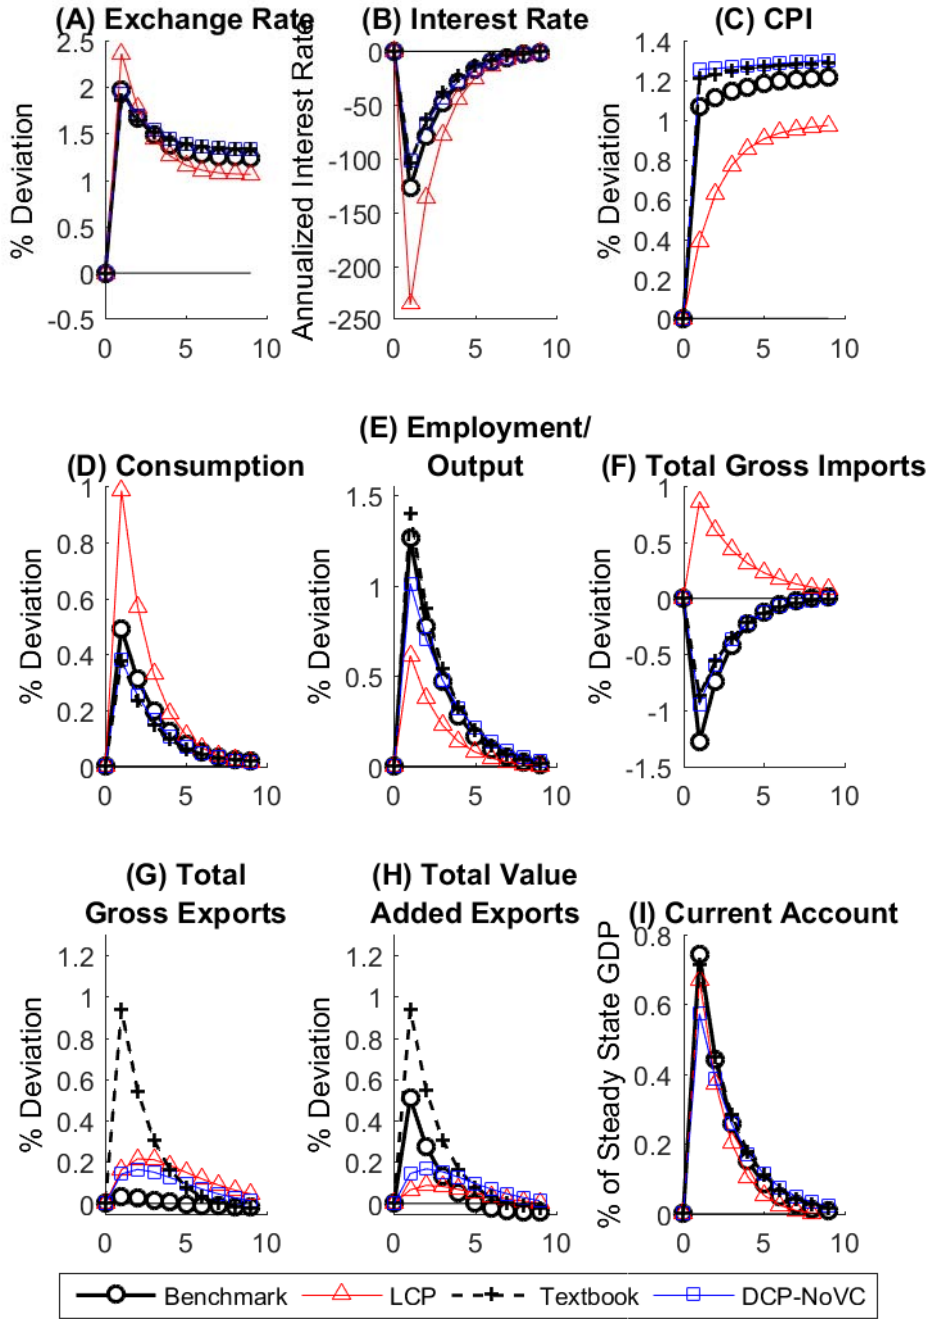 (A) Exchange Rate
% Deviation
2.5
2
1.5
1
0.5
0
-0.5
0 5 10
(B) Interest Rate
Annualized Interest Rate
0
-50
-100
-150
-200
-250
0 5 10
(C) CPI
% Deviation
1.4
1.2
1
0.8
0.6
0.4
0.2
0
0 5 10
(D) Consumption
% Deviation
1
0.8
0.6
0.4
0.2
0
0 5 10
(E) Employment/
Output
% Deviation
1.5
1
0.5
0
0 5 10
(F) Total Gross Imports
% Deviation
1
0.5
0
-0.5
-1
-1.5
0 5 10
(G) Total
Gross Exports
% Deviation
1.2
1
0.8
0.6
0.4
0.2
0
0 5 10
(H) Total Value
Added Exports
% Deviation
1.2
1
0.8
0.6
0.4
0.2
0
0 5 10
(I) Current Account
% of Steady State GDP
0.8
0.6
0.4
0.2
0
0 5 10
Benchmark LCP Textbook DCP-NoVC